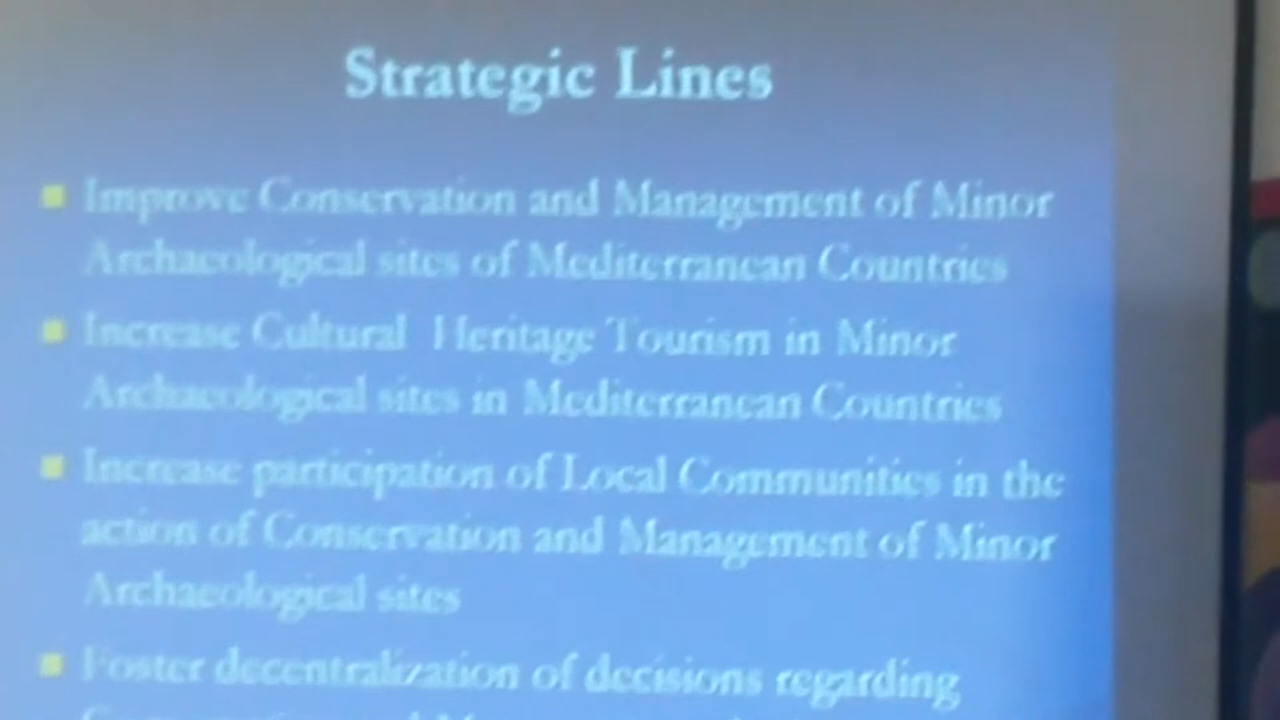 Strategic Lines
Improve Conservation and Management of Minor
Archaeological sites of Mediterranean Countries
Increase Cultural Heritage Tourism in Minor
Archaeological sites in Mediterranean Countries
Increase participation of Local Communities in the
action of Conservation and Management of Minor
Archaeological sites
Foster decentralization of decisions regarding